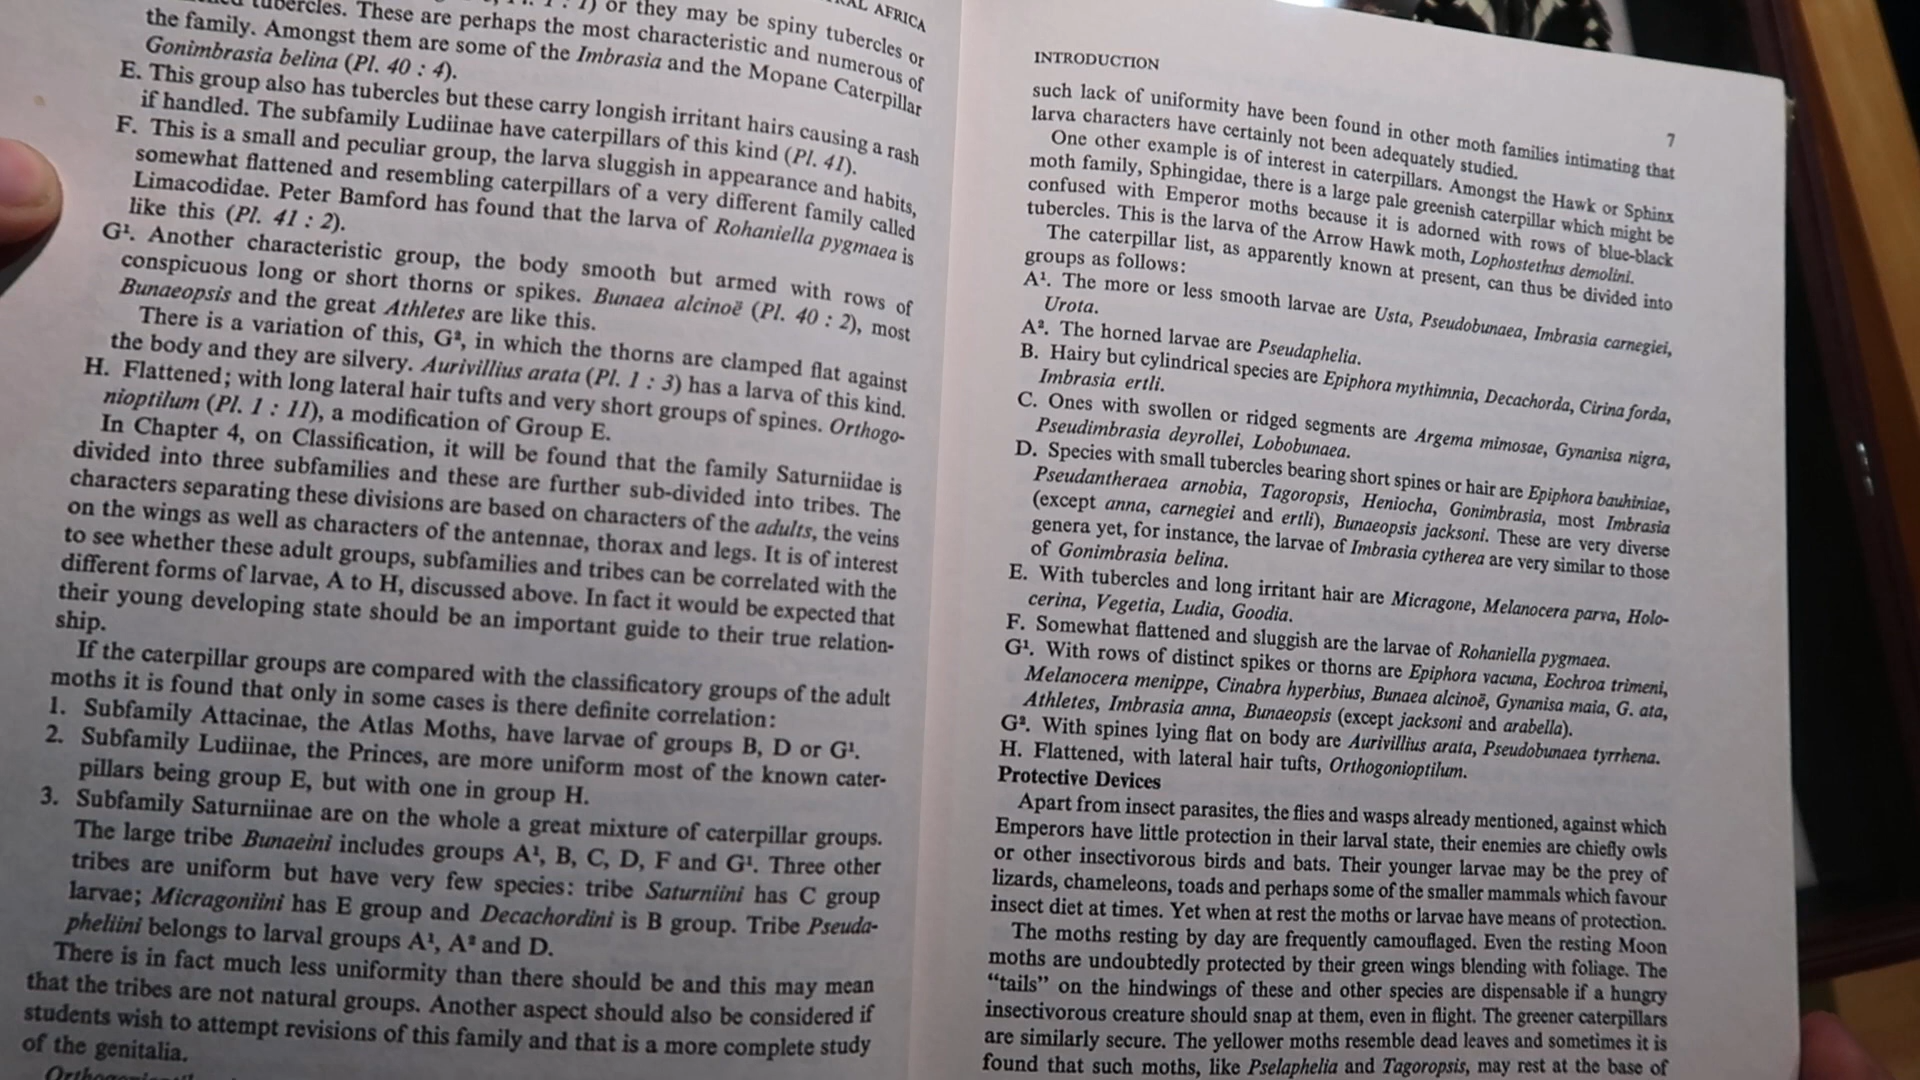 RAL AFRICA
or they may be spiny tubercles or
tubercles. These are perhaps the most characteristic and numerous of
the family. Amongst them are some of the Imbrasia and the Mopane Caterpillar
Gonimbrasia belina (Pl. 40 : 4).
E. This group also has tubercles but these carry longish irritant hairs causing a rash
if handled. The subfamily Ludiinae have caterpillars of this kind (Pl. 41).
F. This is a small and peculiar group, the larva sluggish in appearance and habits,
somewhat flattened and resembling caterpillars of a very different family called
Limacodidae. Peter Bamford has found that the larva of Rohaniella pygmaea is
like this (Pl. 41 : 2).
G¹. Another characteristic group, the body smooth but armed with rows of
conspicuous long or short thorns or spikes. Bunaea alcinoë (Pl. 40 : 2), most
Bunaeopsis and the great Athletes are like this.
There is a variation of this, G², in which the thorns are clamped flat against
the body and they are silvery. Aurivillius arata (Pl. 1 : 3) has a larva of this kind.
H. Flattened; with long lateral hair tufts and very short groups of spines. Orthogo-
nioptilum (Pl. 1 : 11), a modification of Group E.
In Chapter 4, on Classification, it will be found that the family Saturniidae is
divided into three subfamilies and these are further sub-divided into tribes. The
characters separating these divisions are based on characters of the adults, the veins
on the wings as well as characters of the antennae, thorax and legs. It is of interest
to see whether these adult groups, subfamilies and tribes can be correlated with the
different forms of larvae, A to H, discussed above. In fact it would be expected that
their young developing state should be an important guide to their true relation-
ship.
If the caterpillar groups are compared with the classificatory groups of the adult
moths it is found that only in some cases is there definite correlation:
1. Subfamily Attacinae, the Atlas Moths, have larvae of groups B, D or G¹.
2. Subfamily Ludiinae, the Princes, are more uniform most of the known cater-
pillars being group E, but with one in group H.
3. Subfamily Saturniinae are on the whole a great mixture of caterpillar groups.
The large tribe Bunaeini includes groups A¹, B, C, D, F and G¹. Three other
tribes are uniform but have very few species: tribe Saturniini has C group
larvae; Micragoniini has E group and Decachordini is B group. Tribe Pseuda-
pheliini belongs to larval groups A¹, A² and D.
There is in fact much less uniformity than there should be and this may mean
that the tribes are not natural groups. Another aspect should also be considered if
students wish to attempt revisions of this family and that is a more complete study
of the genitalia.
INTRODUCTION
7
such lack of uniformity have been found in other moth families intimating that
larva characters have certainly not been adequately studied.
One other example is of interest in caterpillars. Amongst the Hawk or Sphinx
moth family, Sphingidae, there is a large pale greenish caterpillar which might be
confused with Emperor moths because it is adorned with rows of blue-black
tubercles. This is the larva of the Arrow Hawk moth, Lophostethus demolini.
The caterpillar list, as apparently known at present, can thus be divided into
groups as follows:
A¹. The more or less smooth larvae are Usta, Pseudobunaea, Imbrasia carnegiei,
Urota.
A². The horned larvae are Pseudaphelia.
B. Hairy but cylindrical species are Epiphora mythimnia, Decachorda, Cirina forda,
Imbrasia ertli.
C. Ones with swollen or ridged segments are Argema mimosae, Gynanisa nigra,
Pseudimbrasia deyrollei, Lobobunaea.
D. Species with small tubercles bearing short spines or hair are Epiphora bauhiniae,
Pseudantheraea arnobia, Tagoropsis, Heniocha, Gonimbrasia, most Imbrasia
(except anna, carnegiei and ertli), Bunaeopsis jacksoni. These are very diverse
genera yet, for instance, the larvae of Imbrasia cytherea are very similar to those
of Gonimbrasia belina.
E. With tubercles and long irritant hair are Micragone, Melanocera parva, Holo-
cerina, Vegetia, Ludia, Goodia.
F. Somewhat flattened and sluggish are the larvae of Rohaniella pygmaea.
G¹. With rows of distinct spikes or thorns are Epiphora vacuna, Eochroa trimeni,
Melanocera menippe, Cinabra hyperbius, Bunaea alcinoë, Gynanisa maia, G. ata,
Athletes, Imbrasia anna, Bunaeopsis (except jacksoni and arabella).
G². With spines lying flat on body are Aurivillius arata, Pseudobunaea tyrrhena.
H. Flattened, with lateral hair tufts, Orthogonioptilum.
Protective Devices
Apart from insect parasites, the flies and wasps already mentioned, against which
Emperors have little protection in their larval state, their enemies are chiefly owls
or other insectivorous birds and bats. Their younger larvae may be the prey of
lizards, chameleons, toads and perhaps some of the smaller mammals which favour
insect diet at times. Yet when at rest the moths or larvae have means of protection.
The moths resting by day are frequently camouflaged. Even the resting Moon
moths are undoubtedly protected by their green wings blending with foliage. The
“tails” on the hindwings of these and other species are dispensable if a hungry
insectivorous creature should snap at them, even in flight. The greener caterpillars
are similarly secure. The yellower moths resemble dead leaves and sometimes it is
found that such moths, like Pselaphelia and Tagoropsis, may rest at the base of